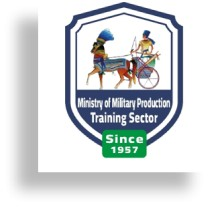 Ministry of Military Production
Training Sector
Since
1957